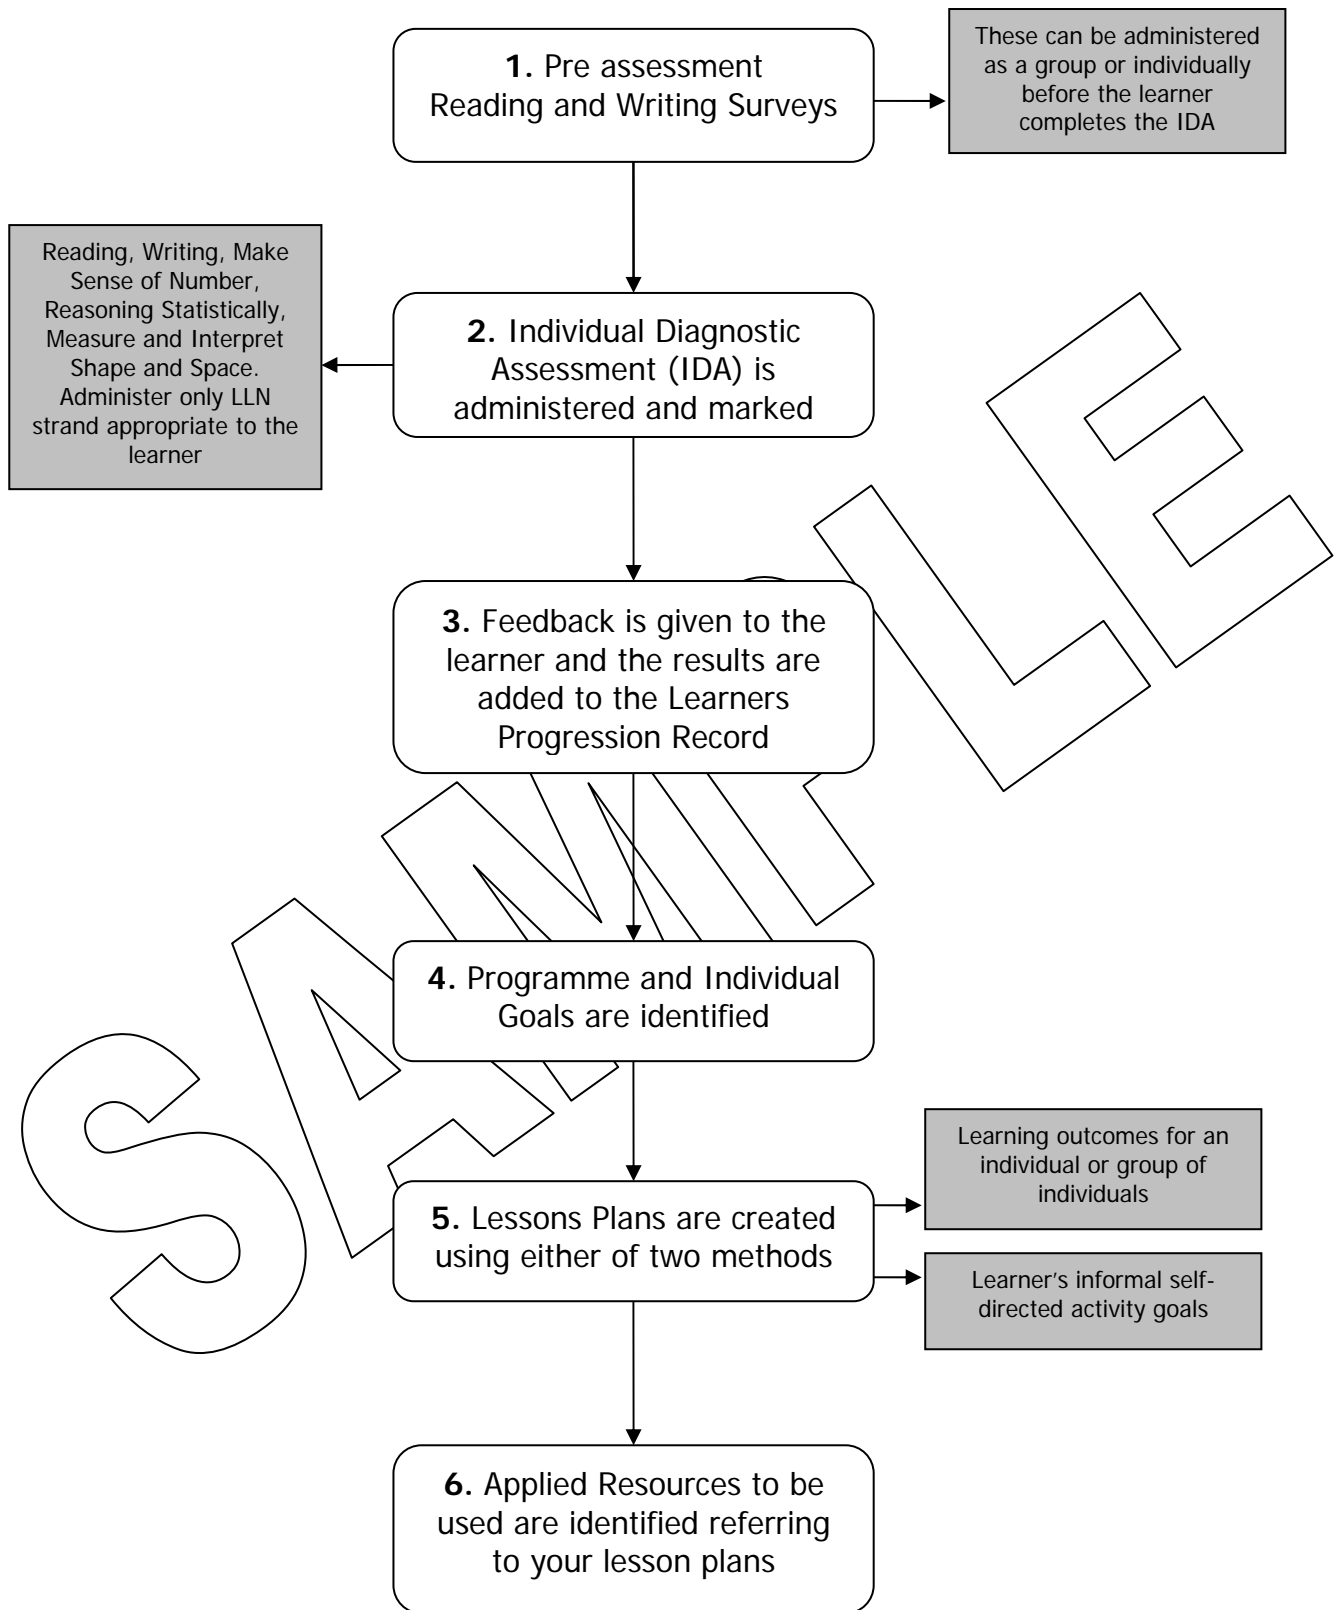 1. Pre assessment
Reading and Writing Surveys
These can be administered
as a group or individually
before the learner
completes the IDA
Reading, Writing, Make
Sense of Number,
Reasoning Statistically,
Measure and Interpret
Shape and Space.
Administer only LLN
strand appropriate to the
learner
2. Individual Diagnostic
Assessment (IDA) is
administered and marked
3. Feedback is given to the
learner and the results are
added to the Learners
Progression Record
4. Programme and Individual
Goals are identified
5. Lessons Plans are created
using either of two methods
Learning outcomes for an
individual or group of
individuals
Learner's informal self-
directed activity goals
6. Applied Resources to be
used are identified referring
to your lesson plans
SAMPLE